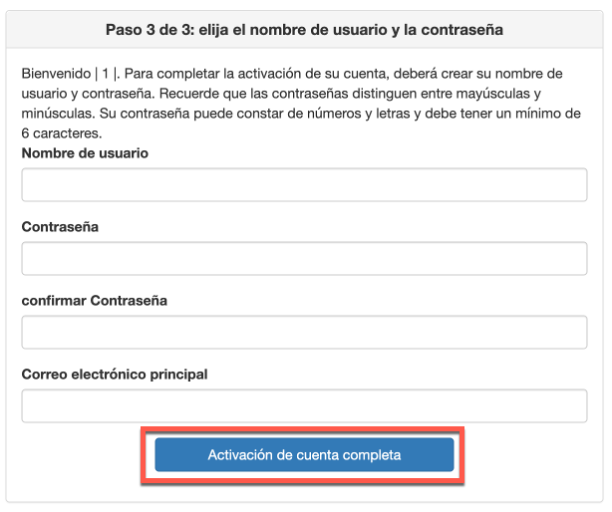 Paso 3 de 3: elija el nombre de usuario y la contraseña
Bienvenido | 1 |. Para completar la activación de su cuenta, deberá crear su nombre de
usuario y contraseña. Recuerde que las contraseñas distinguen entre mayúsculas y
minúsculas. Su contraseña puede constar de números y letras y debe tener un mínimo de
6 caracteres.
Nombre de usuario
Contraseña
confirmar Contraseña
Correo electrónico principal
Activación de cuenta completa